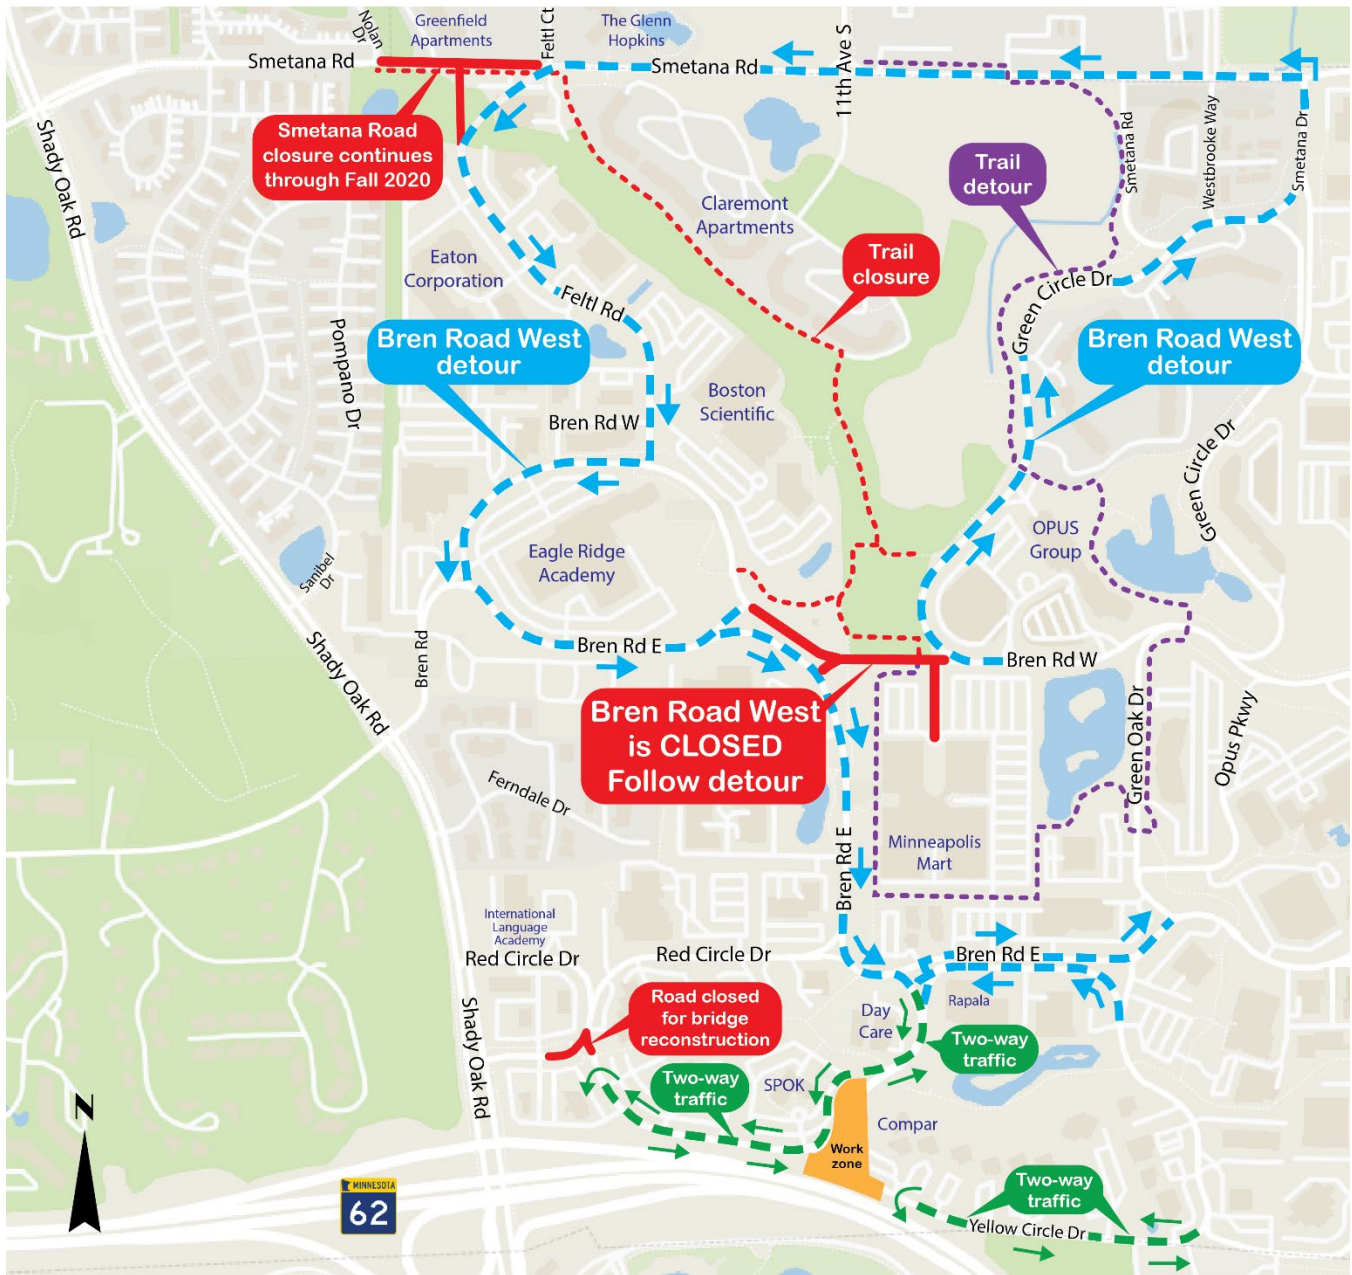 Nolan
Dr
Greenfield
Apartments
Feltl Ct
The Glenn
Hopkins
11th Ave S
Smetana Rd
Smetana Rd
Smetana Road
closure continues
through Fall 2020
Shady Oak Rd
Trail
detour
Smetana Rd
Westbrooke Way
Smetana Dr
Claremont
Apartments
Trail
closure
Eaton
Corporation
Feltl Rd
Green Circle Dr
Bren Road West
detour
Bren Road West
detour
Pompano Dr
Boston
Scientific
Bren Rd W
Green Circle Dr
OPUS
Group
Eagle Ridge
Academy
Sanibel
Dr
Shady Oak Rd
Bren Rd
Bren Rd E
Bren Rd W
Bren Road West
is CLOSED
Follow detour
Green Oak Dr
Opus Pkwy
Ferndale Dr
Minneapolis
Mart
Bren Rd E
International
Language
Academy
Red Circle Dr
Red Circle Dr
Bren Rd E
Road closed
for bridge
reconstruction
Day
Care
Rapala
Shady Oak Rd
Two-way
traffic
Two-way
traffic
SPOK
Compar
N
Work
zone
MINNESOTA
62
Two-way
traffic
Yellow Circle Dr